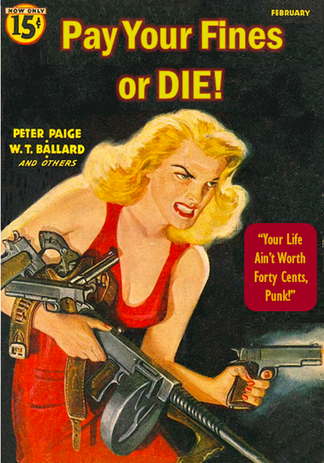 NOW ONLY
15¢
FEBRUARY
Pay Your Fines
or DIE!
PETER PAIGE
W. T. BALLARD
AND OTHERS
“Your Life
Ain't Worth
Forty Cents,
Punk!”